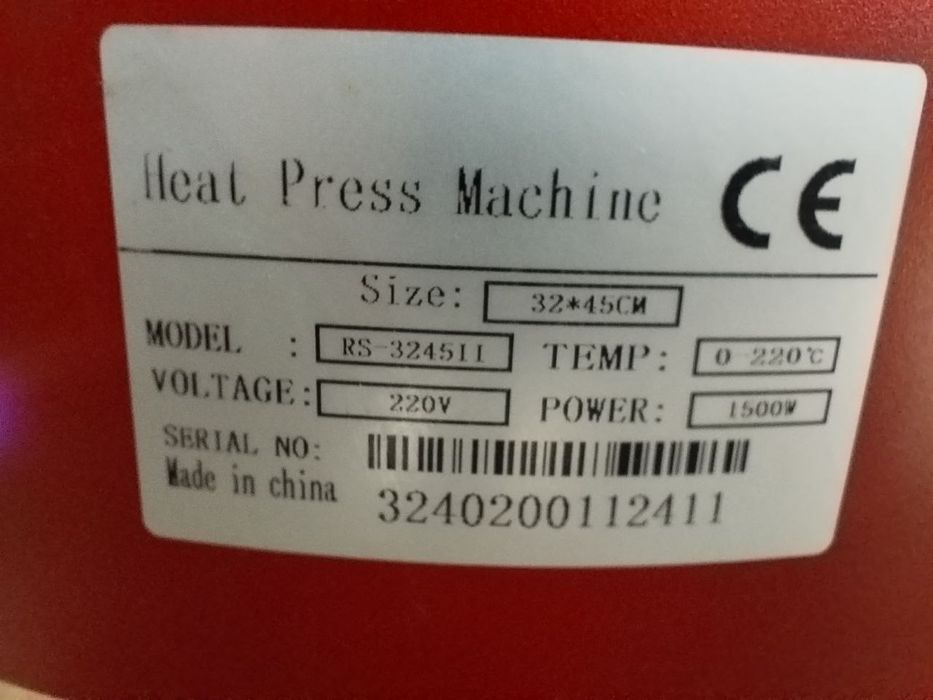 Heat Press Machine CE
Size: 32*45CM
MODEL : RS-3245II TEMP: 0-220℃
VOLTAGE: 220V POWER: 1500W
SERIAL NO:
Made in china
3240200112411